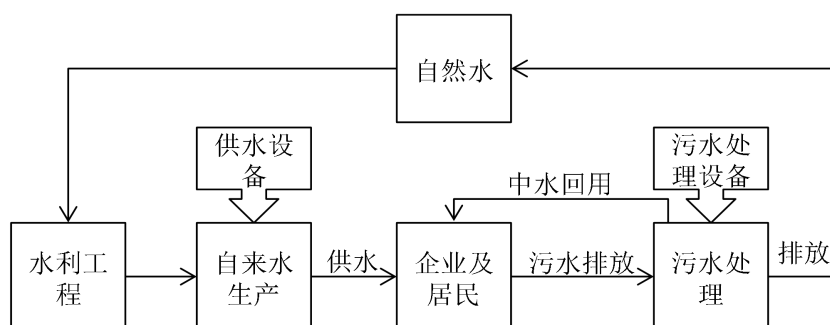 自然水
供水设
备
污水处
理设备
中水回用
水利工
程
自来水
生产
供水
企业及
居民
污水排放
污水处
理
排放